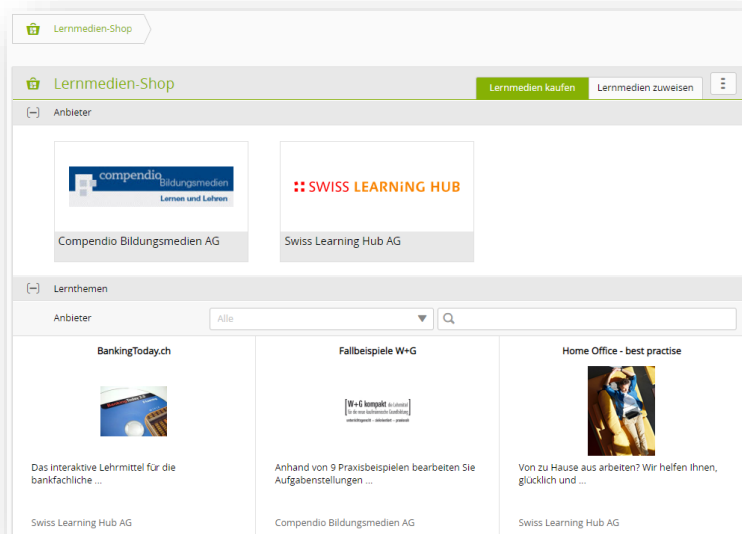 Lernmedien-Shop
Lernmedien-Shop
Lernmedien kaufen
Lernmedien zuweisen
Anbieter
compendio
Bildungsmedien
Lernen und Lehren
SWISS LEARNiNG HUB
Compendio Bildungsmedien AG
Swiss Learning Hub AG
Lernthemen
Anbieter
Alle
BankingToday.ch
Fallbeispiele W+G
Home Office - best practise
W+G kompakt
Das interaktive Lehrmittel für die
bankfachliche ...
Anhand von 9 Praxisbeispielen bearbeiten Sie
Aufgabenstellungen ...
Von zu Hause aus arbeiten? Wir helfen Ihnen,
glücklich und ...
Swiss Learning Hub AG
Compendio Bildungsmedien AG
Swiss Learning Hub AG